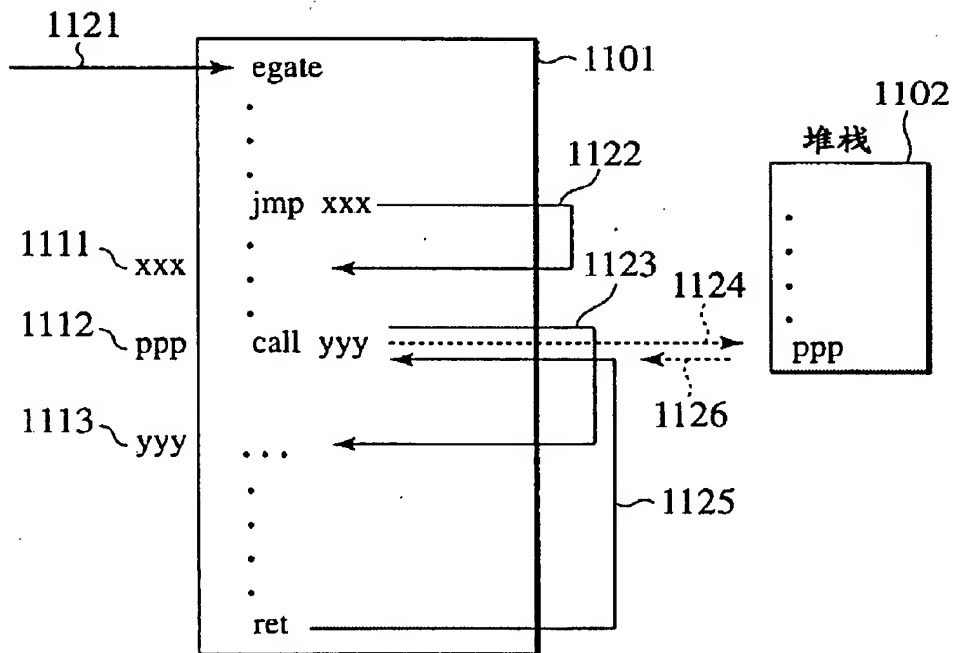 1121
egate
1101
1102
堆栈
1122
jmp xxx
1111
xxx
1123
1124
1112
ppp
call yyy
ppp
1126
1113
yyy
1125
ret